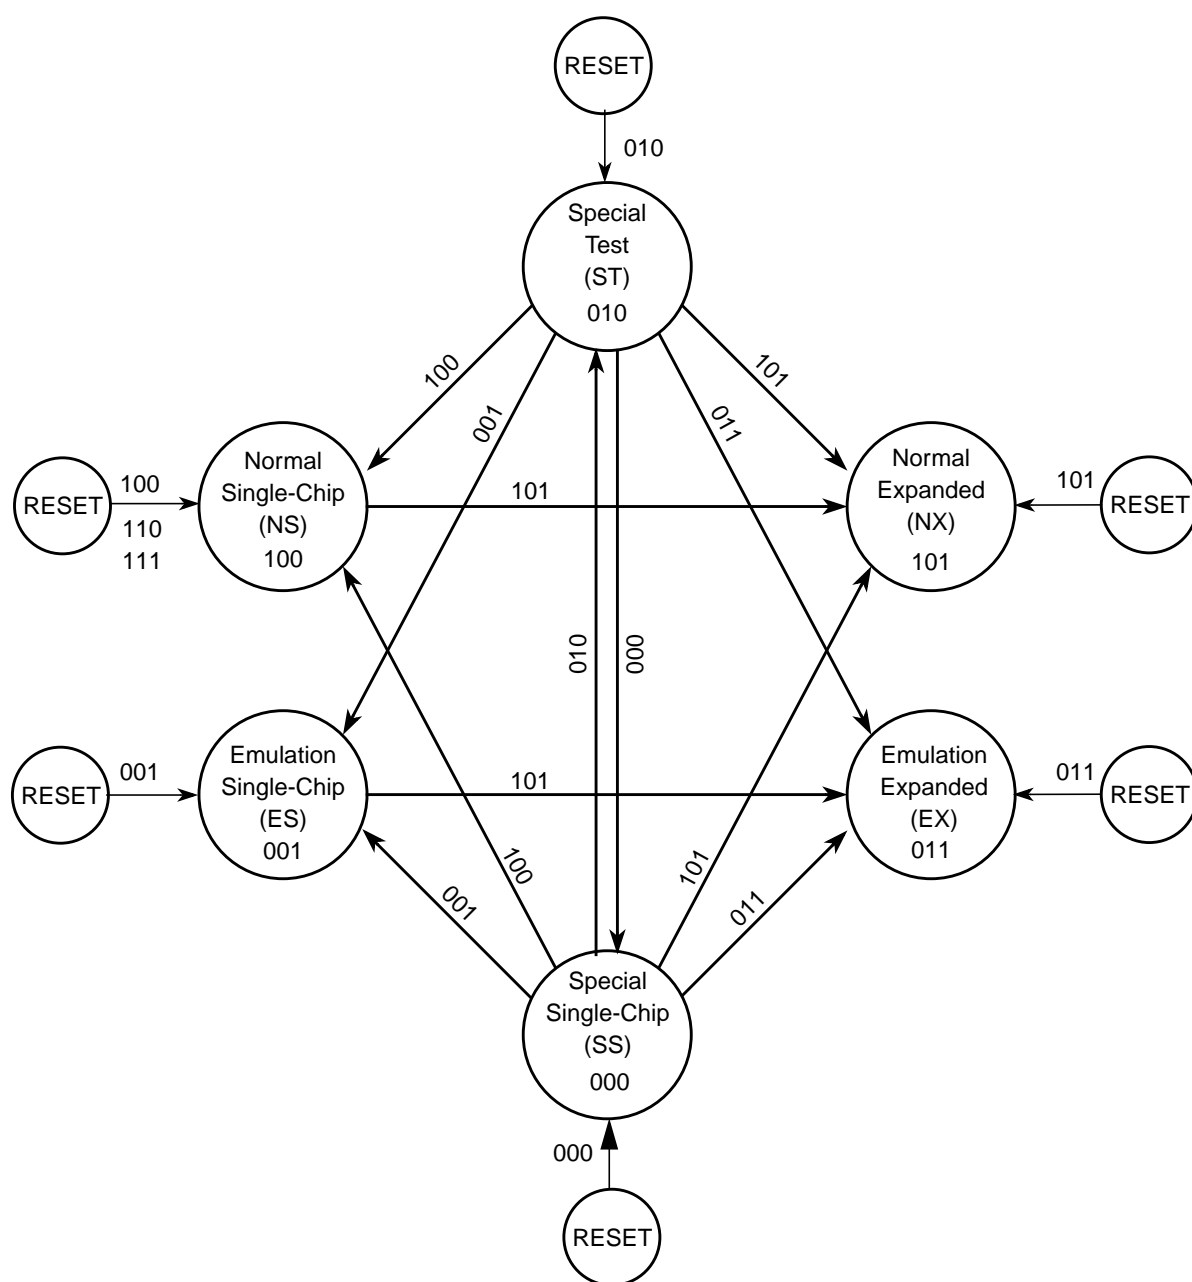 RESET
010
Special
Test
(ST)
010
100
101
001
011
Normal
Single-Chip
(NS)
100
Normal
Expanded
(NX)
101
RESET
100
110
111
101
101
RESET
010
000
Emulation
Single-Chip
(ES)
001
Emulation
Expanded
(EX)
011
RESET
001
101
011
RESET
100
101
001
011
Special
Single-Chip
(SS)
000
000
RESET